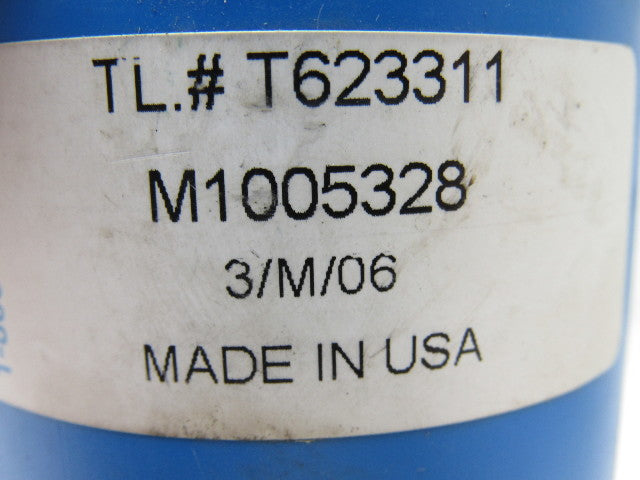 TL.# T623311
M1005328
3/M/06
MADE IN USA